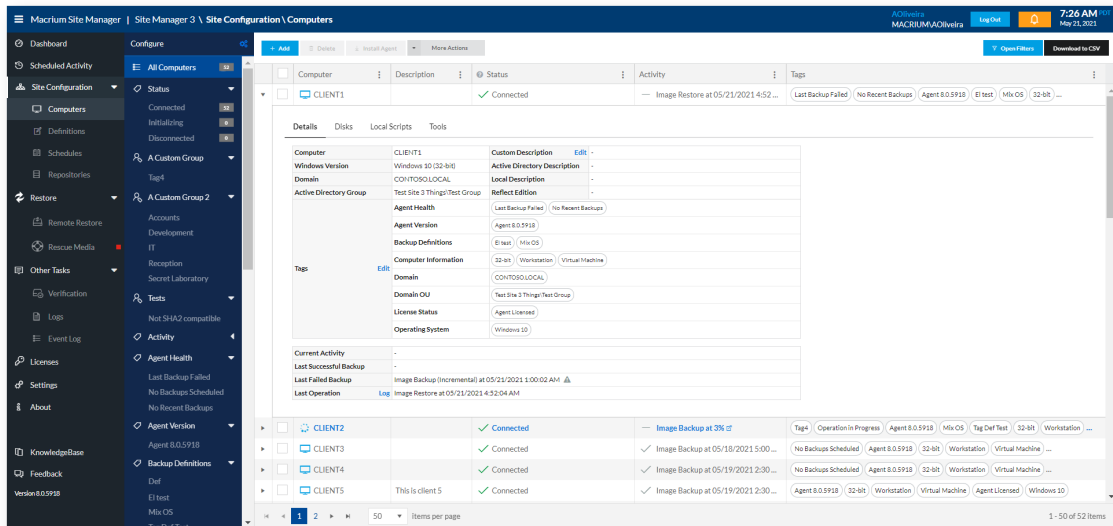 Macrium Site Manager | Site Manager 3 \ Site Configuration \ Computers
AOliveira
MACRIUM\AOliveira
Log Out
7:26 AM PDT
May 21, 2021
Dashboard
Scheduled Activity
Site Configuration
Computers
Definitions
Schedules
Repositories
Restore
Remote Restore
Rescue Media
Other Tasks
Verification
Logs
Event Log
Licenses
Settings
About
KnowledgeBase
Feedback
Version 8.0.5918
Configure
All Computers 52
Status
Connected 52
Initializing 0
Disconnected 0
A Custom Group
Tag4
A Custom Group 2
Accounts
Development
IT
Reception
Secret Laboratory
Tests
Not SHA2 compatible
Activity
Agent Health
Last Backup Failed
No Backups Scheduled
No Recent Backups
Agent Version
Agent 8.0.5918
Backup Definitions
Def
EI test
Mix OS
+ Add Delete Install Agent More Actions
Open Filters Download to CSV
Computer Description Status Activity Tags
CLIENT1 Connected Image Restore at 05/21/2021 4:52 ... Last Backup Failed No Recent Backups Agent 8.0.5918 EI test Mix OS 32-bit ...
Details Disks Local Scripts Tools
Computer CLIENT1 Custom Description Edit -
Windows Version Windows 10 (32-bit) Active Directory Description -
Domain CONTOSO.LOCAL Local Description -
Active Directory Group Test Site 3 Things\Test Group Reflect Edition -
Tags Edit
Agent Health Last Backup Failed No Recent Backups
Agent Version Agent 8.0.5918
Backup Definitions EI test Mix OS
Computer Information 32-bit Workstation Virtual Machine
Domain CONTOSO.LOCAL
Domain OU Test Site 3 Things\Test Group
License Status Agent Licensed
Operating System Windows 10
Current Activity -
Last Successful Backup -
Last Failed Backup Image Backup (Incremental) at 05/21/2021 1:00:02 AM
Last Operation Log Image Restore at 05/21/2021 4:52:04 AM
CLIENT2 Connected Image Backup at 3% Tag4 Operation in Progress Agent 8.0.5918 Mix OS Tag Def Test 32-bit Workstation ...
CLIENT3 Connected Image Backup at 05/18/2021 5:00 ... No Backups Scheduled Agent 8.0.5918 32-bit Workstation Virtual Machine ...
CLIENT4 Connected Image Backup at 05/19/2021 2:30 ... No Backups Scheduled Agent 8.0.5918 32-bit Workstation Virtual Machine ...
CLIENT5 This is client 5 Connected Image Backup at 05/19/2021 2:30 ... Agent 8.0.5918 32-bit Workstation Virtual Machine Agent Licensed Windows 10
1 2 50 items per page
1 - 50 of 52 items